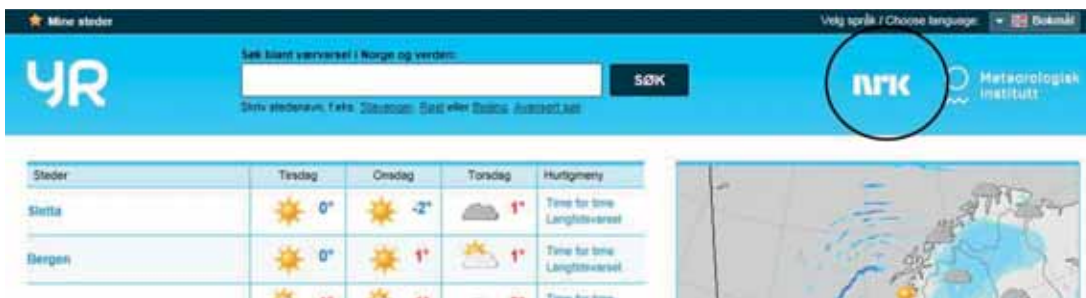 Mine steder
Velg språk / Choose language: Bokmål
YR
Søk blant værvarsel i Norge og verden:
SØK
Skriv stedsnavn, f.eks. Stavanger, Røst eller Beijing. Avansert søk
nrk
Meteorologisk
institutt
Steder Tirsdag Onsdag Torsdag Hurtigmeny
Sletta 0° -2° 1° Time for time
Langtidsvarsel
Bergen 0° 1° 1° Time for time
Langtidsvarsel
Time for time